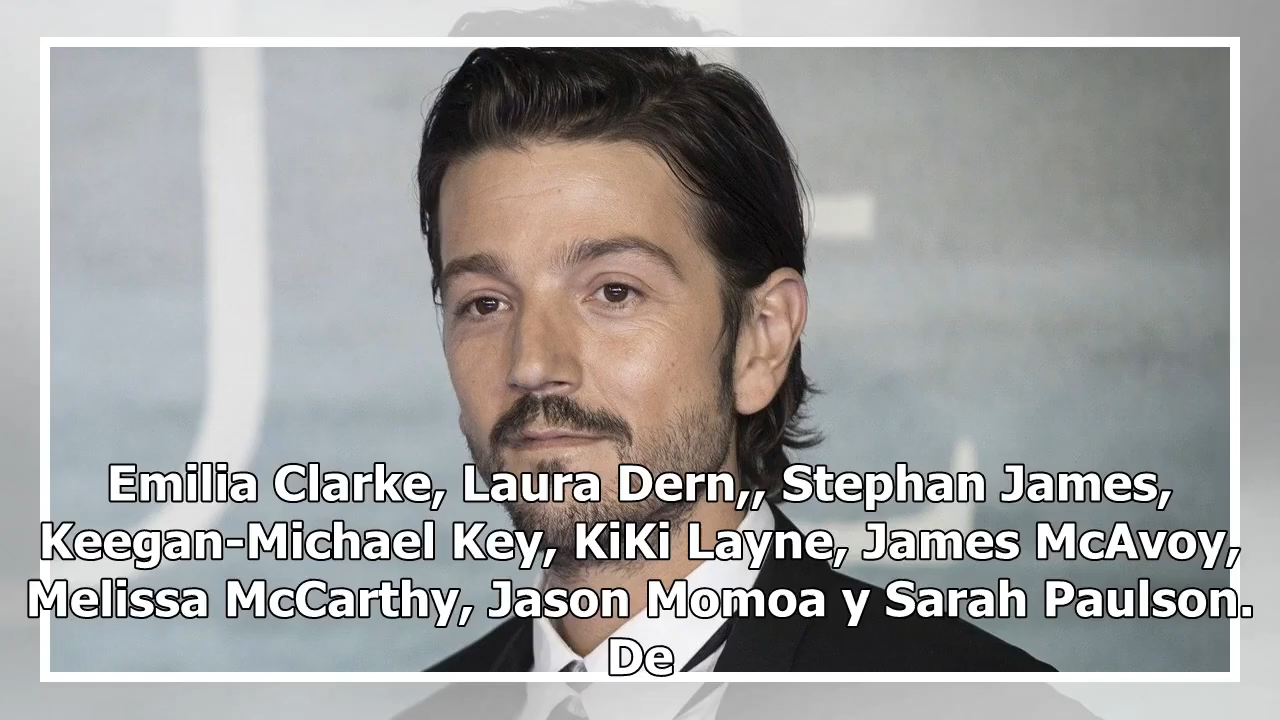 Emilia Clarke, Laura Dern,, Stephan James,
Keegan-Michael Key, KiKi Layne, James McAvoy,
Melissa McCarthy, Jason Momoa y Sarah Paulson.
De